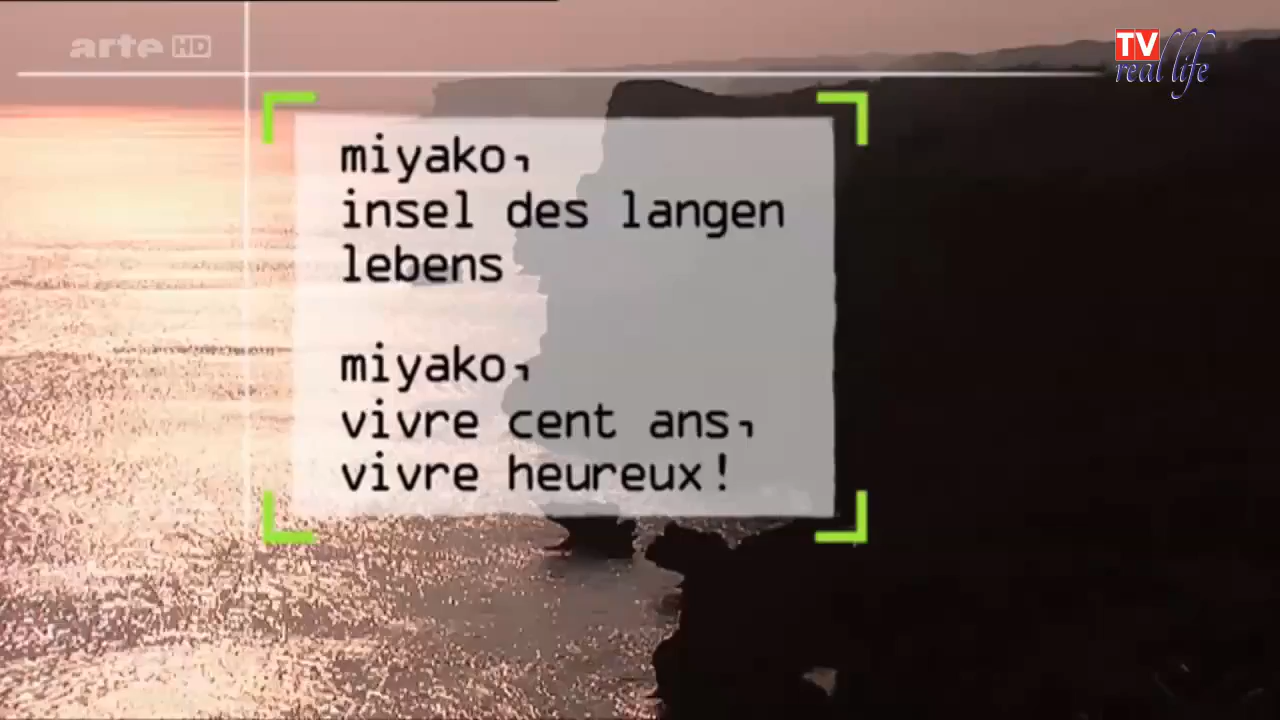 arte HD
TV
real life
miyako,
insel des langen
lebens
miyako,
vivre cent ans,
vivre heureux!